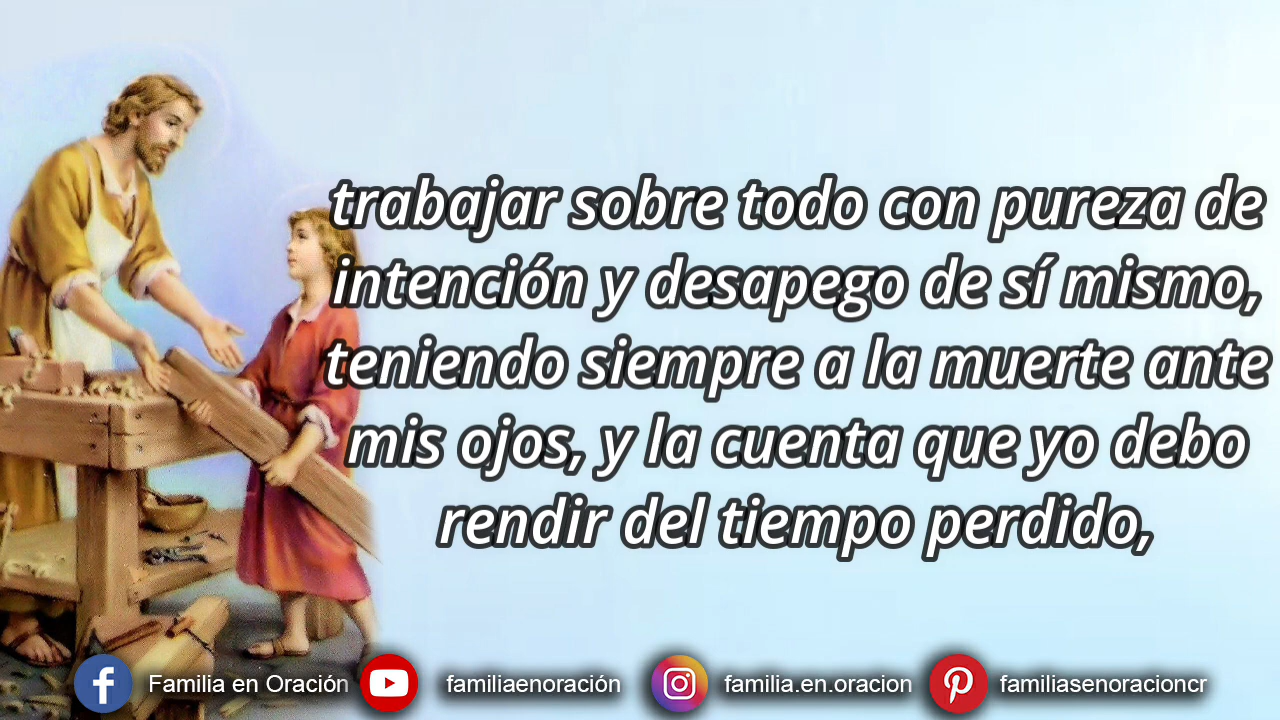 trabajar sobre todo con pureza de
intención y desapego de sí mismo,
teniendo siempre a la muerte ante
mis ojos, y la cuenta que yo debo
rendir del tiempo perdido,
Familia en Oración familiaenoración familia.en.oracion familiasenoracioncr